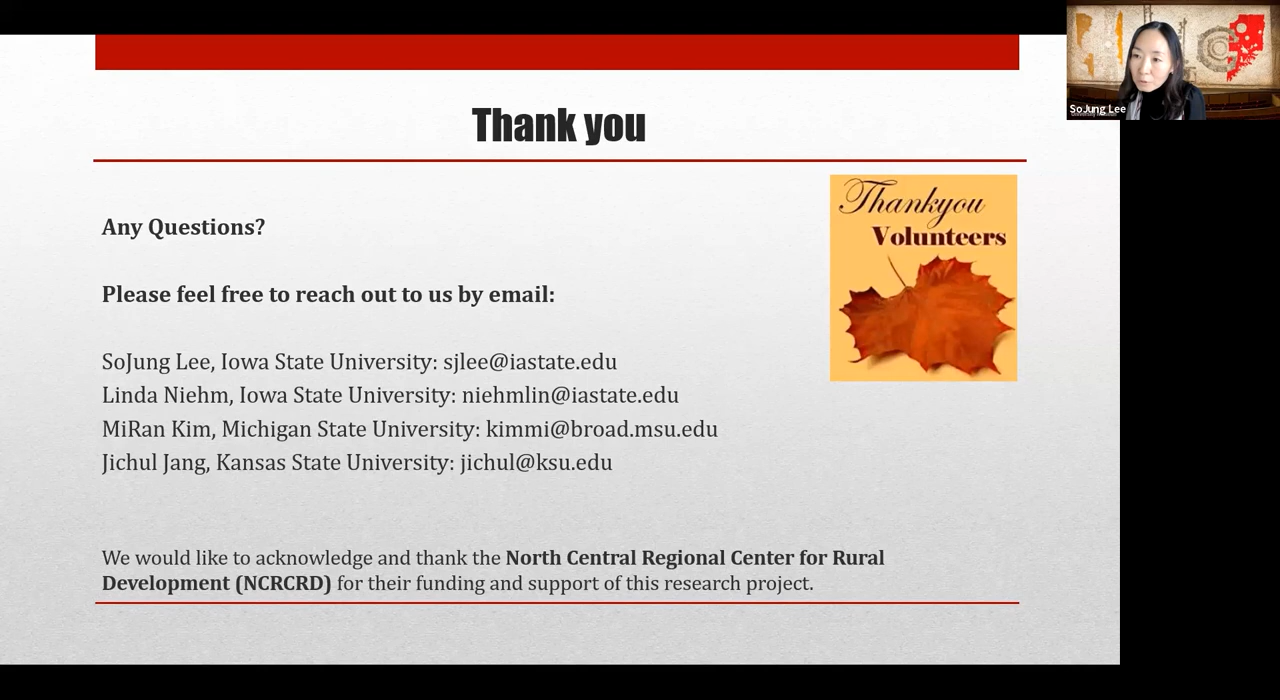 Thank you
Thankyou
Volunteers
Any Questions?
Please feel free to reach out to us by email:
SoJung Lee, Iowa State University: sjlee@iastate.edu
Linda Niehm, Iowa State University: niehmlin@iastate.edu
MiRan Kim, Michigan State University: kimmi@broad.msu.edu
Jichul Jang, Kansas State University: jichul@ksu.edu
We would like to acknowledge and thank the North Central Regional Center for Rural
Development (NCRCRD) for their funding and support of this research project.
SoJung Lee